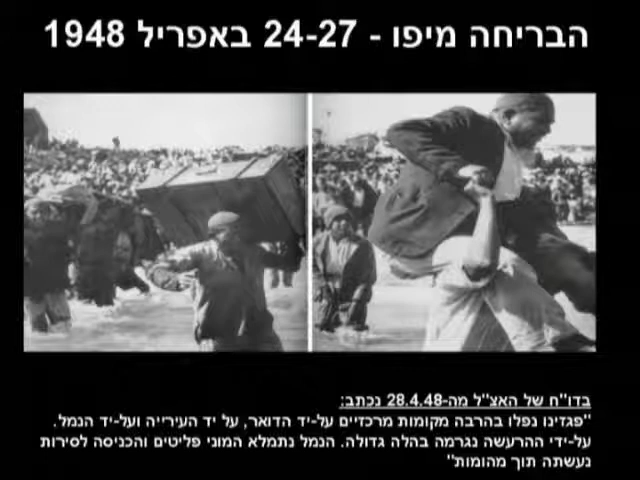 הבריחה מיפו - 24-27 באפריל 1948
בדו"ח של האצ"ל מה-28.4.48 נכתב:
"פגזינו נפלו בהרבה מקומות מרכזיים על-יד הדואר, על יד העירייה ועל-יד הנמל.
על-ידי ההרעשה נגרמה בהלה גדולה. הנמל נתמלא המוני פליטים והכניסה לסירות
נעשתה תוך מהומות"